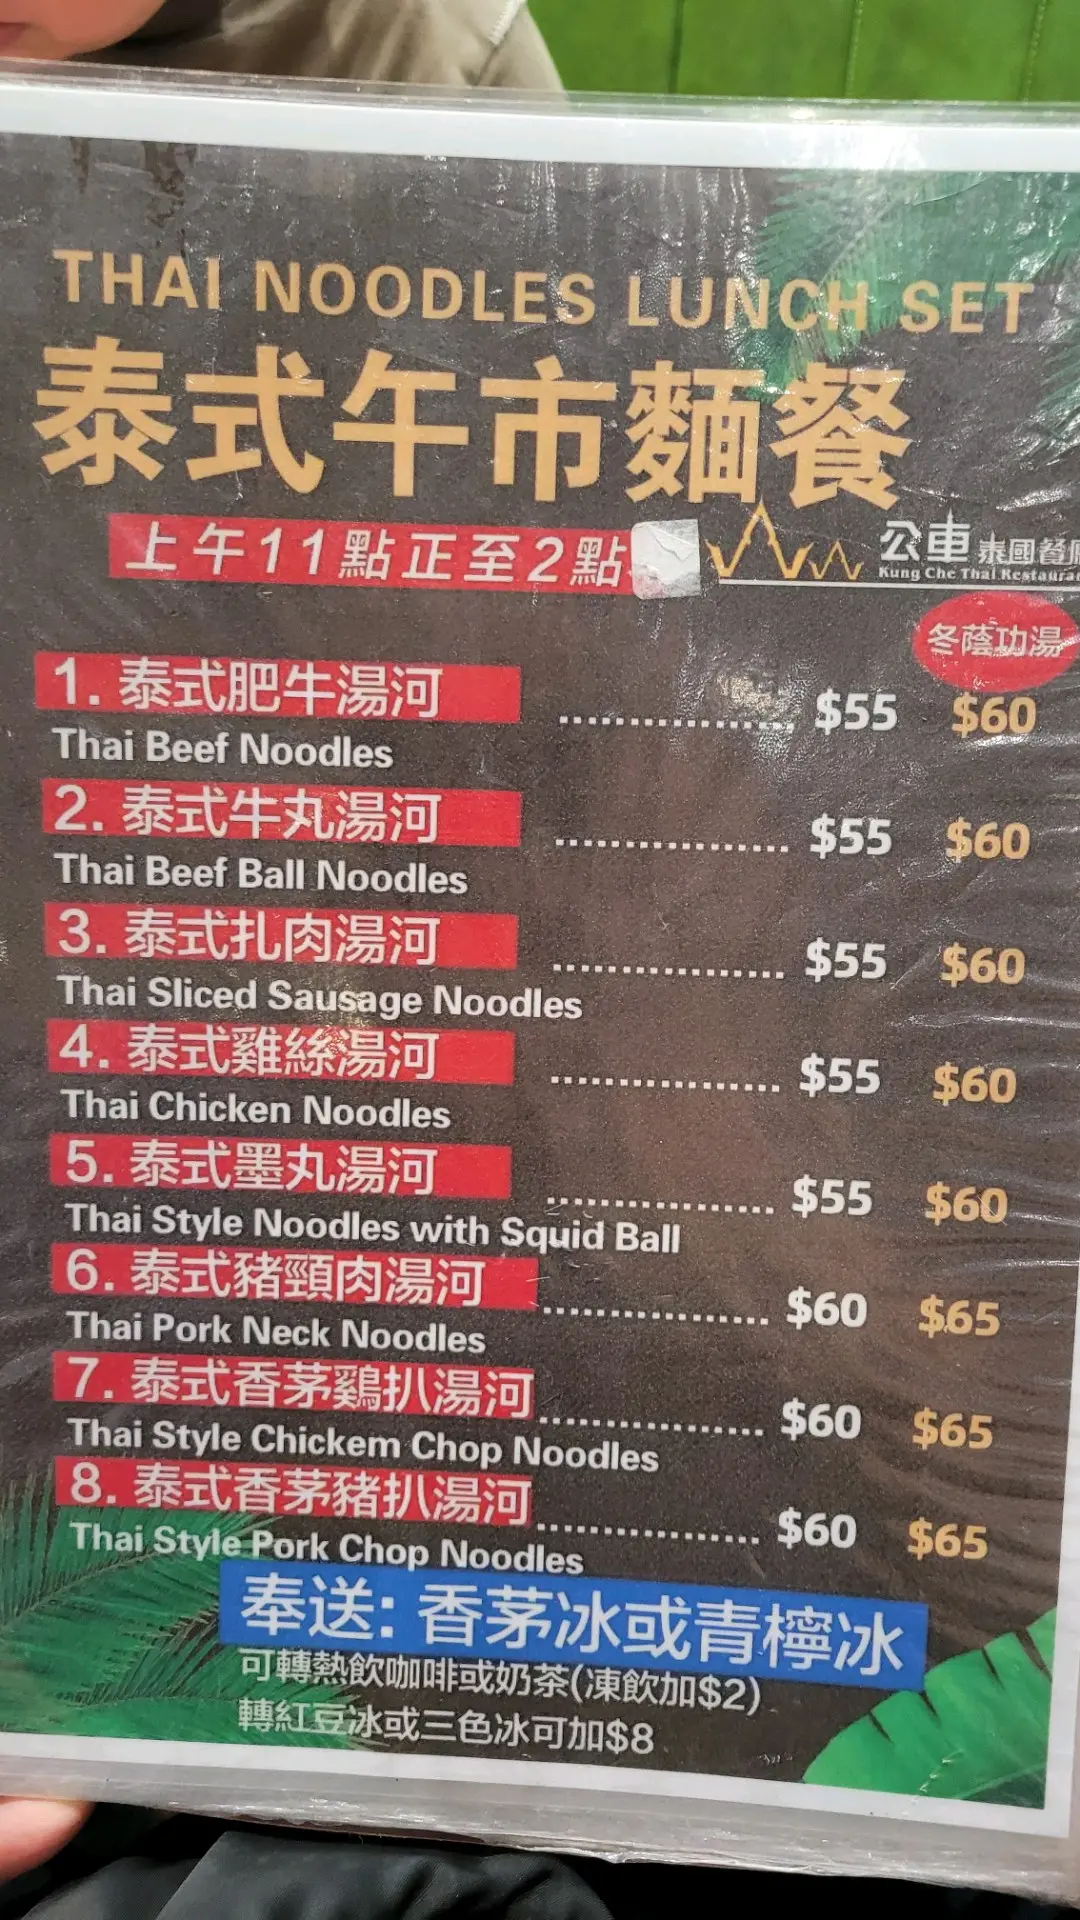 THAI NOODLES LUNCH SET
泰式午市麵餐
上午11點正至2點
公車泰國餐廳
Kung Che Thai Restaurant
冬蔭功湯
1. 泰式肥牛湯河 $55 $60
Thai Beef Noodles
2. 泰式牛丸湯河 $55 $60
Thai Beef Ball Noodles
3. 泰式扎肉湯河 $55 $60
Thai Sliced Sausage Noodles
4. 泰式雞絲湯河 $55 $60
Thai Chicken Noodles
5. 泰式墨丸湯河 $55 $60
Thai Style Noodles with Squid Ball
6. 泰式豬頸肉湯河 $60 $65
Thai Pork Neck Noodles
7. 泰式香茅鷄扒湯河 $60 $65
Thai Style Chickem Chop Noodles
8. 泰式香茅豬扒湯河 $60 $65
Thai Style Pork Chop Noodles
奉送: 香茅冰或青檸冰
可轉熱飲咖啡或奶茶(凍飲加$2)
轉紅豆冰或三色冰可加$8